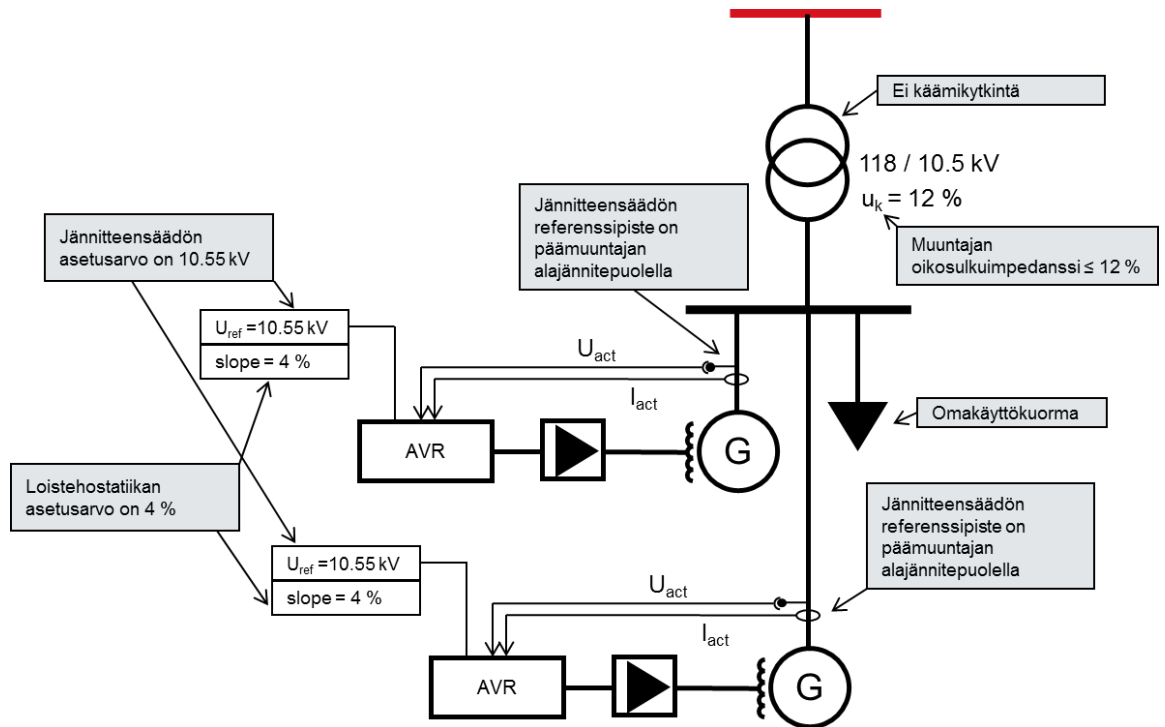 Ei käämikytkintä
118 / 10.5 kV
uk = 12 %
Muuntajan
oikosulkuimpedanssi ≤ 12 %
Jännitteensäädön
referenssipiste on
päämuuntajan
alajännitepuolella
Jännitteensäädön
asetusarvo on 10.55 kV
Uref =10.55 kV
slope = 4 %
Uact
Iact
AVR
G
Omakäyttökuorma
Loistehostatiikan
asetusarvo on 4 %
Jännitteensäädön
referenssipiste on
päämuuntajan
alajännitepuolella
Uref =10.55 kV
slope = 4 %
Uact
Iact
AVR
G